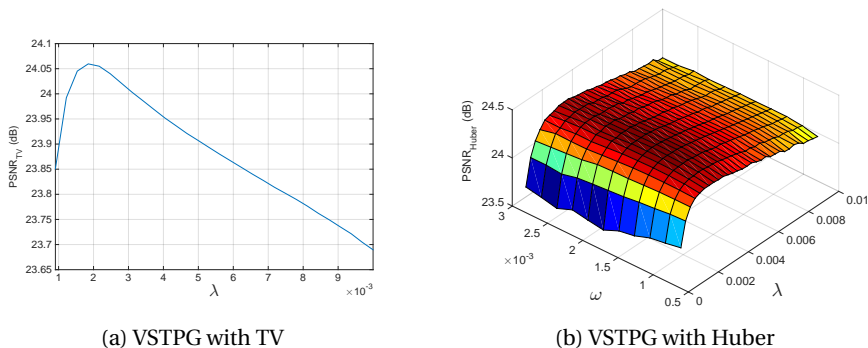 24.1
24.05
24
23.95
23.9
23.85
23.8
23.75
23.7
23.65
PSNR_TV (dB)
1 2 3 4 5 6 7 8 9
×10⁻³
λ
24.5
24
23.5
PSNR_Huber (dB)
3 2.5 2 1.5 1 0.5
×10⁻³
ω
0 0.002 0.004 0.006 0.008 0.01
λ
(a) VSTPG with TV
(b) VSTPG with Huber